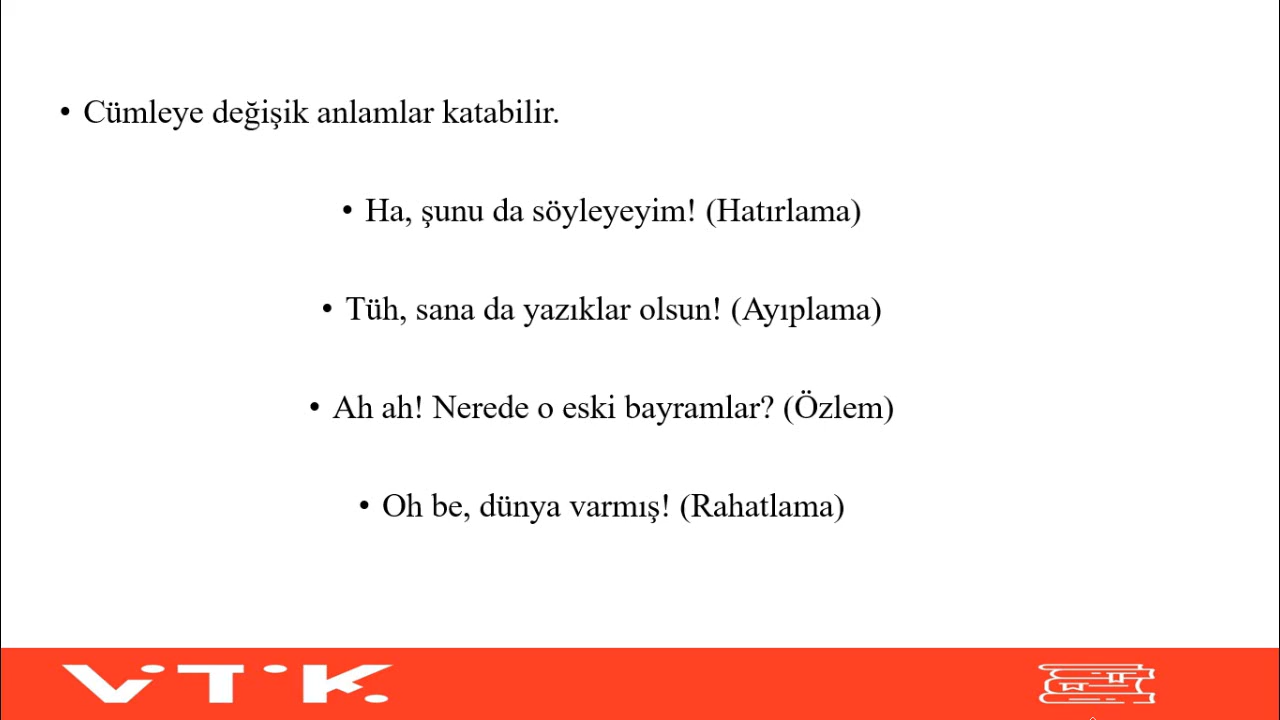 • Cümleye değişik anlamlar katabilir.
• Ha, şunu da söyleyeyim! (Hatırlama)
• Tüh, sana da yazıklar olsun! (Ayıplama)
• Ah ah! Nerede o eski bayramlar? (Özlem)
• Oh be, dünya varmış! (Rahatlama)
ViTiK.